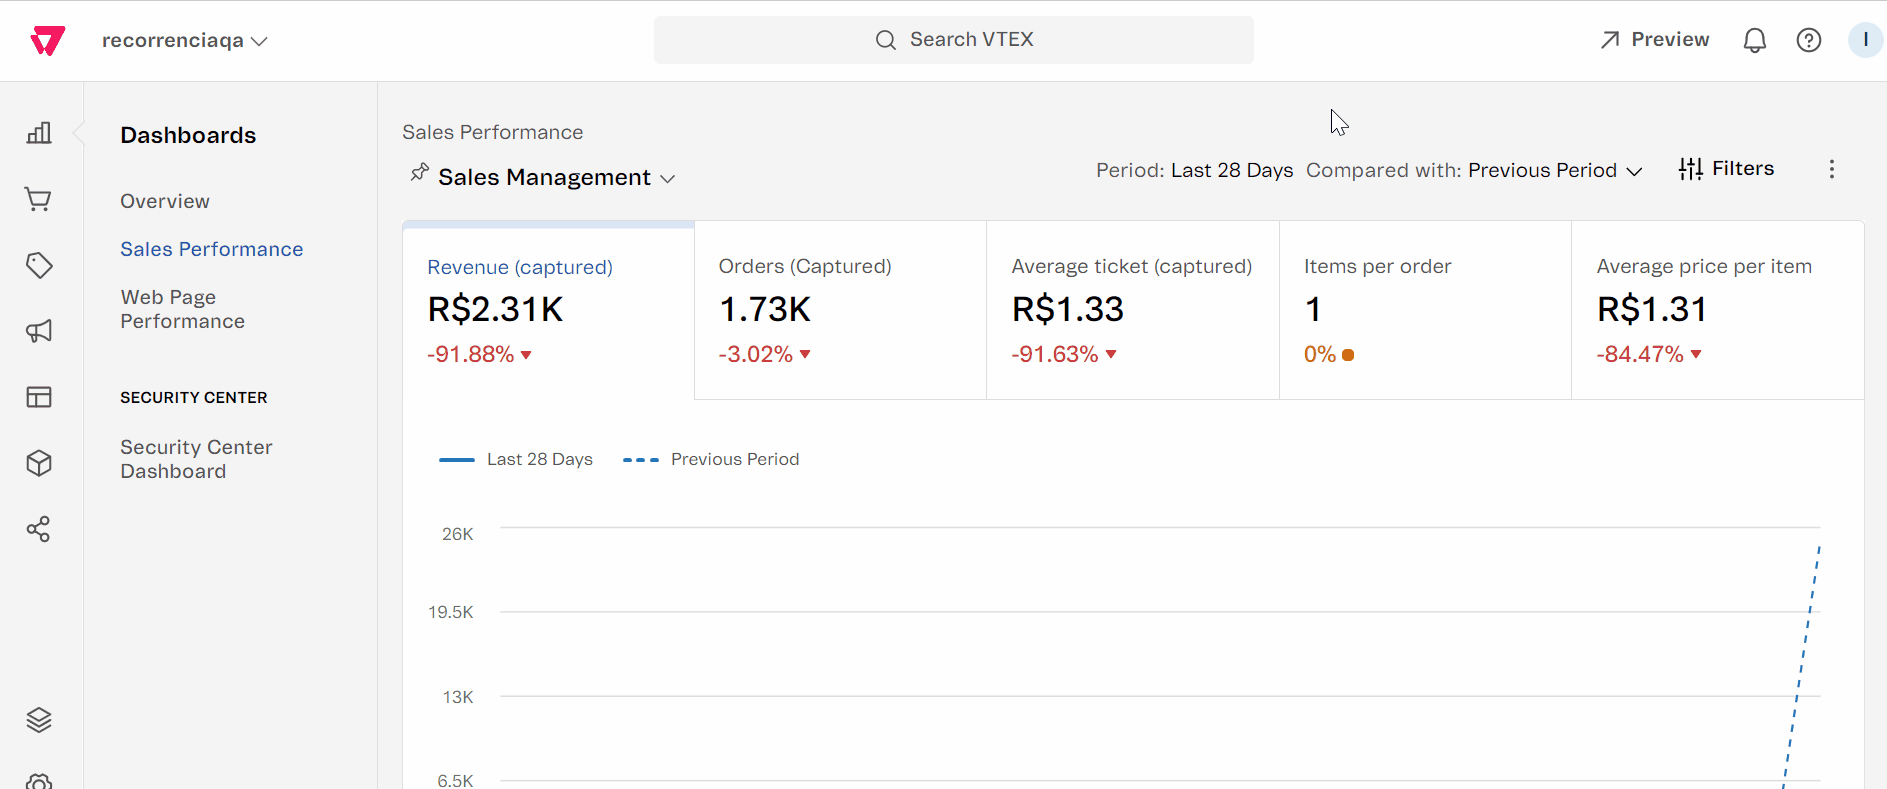 recorrenciaqa
Search VTEX
Preview
I
Dashboards
Overview
Sales Performance
Web Page
Performance
SECURITY CENTER
Security Center
Dashboard
Sales Performance
Sales Management
Period: Last 28 Days Compared with: Previous Period
Filters
Revenue (captured)
R$2.31K
-91.88%
Orders (Captured)
1.73K
-3.02%
Average ticket (captured)
R$1.33
-91.63%
Items per order
1
0%
Average price per item
R$1.31
-84.47%
Last 28 Days
Previous Period
26K
19.5K
13K
6.5K